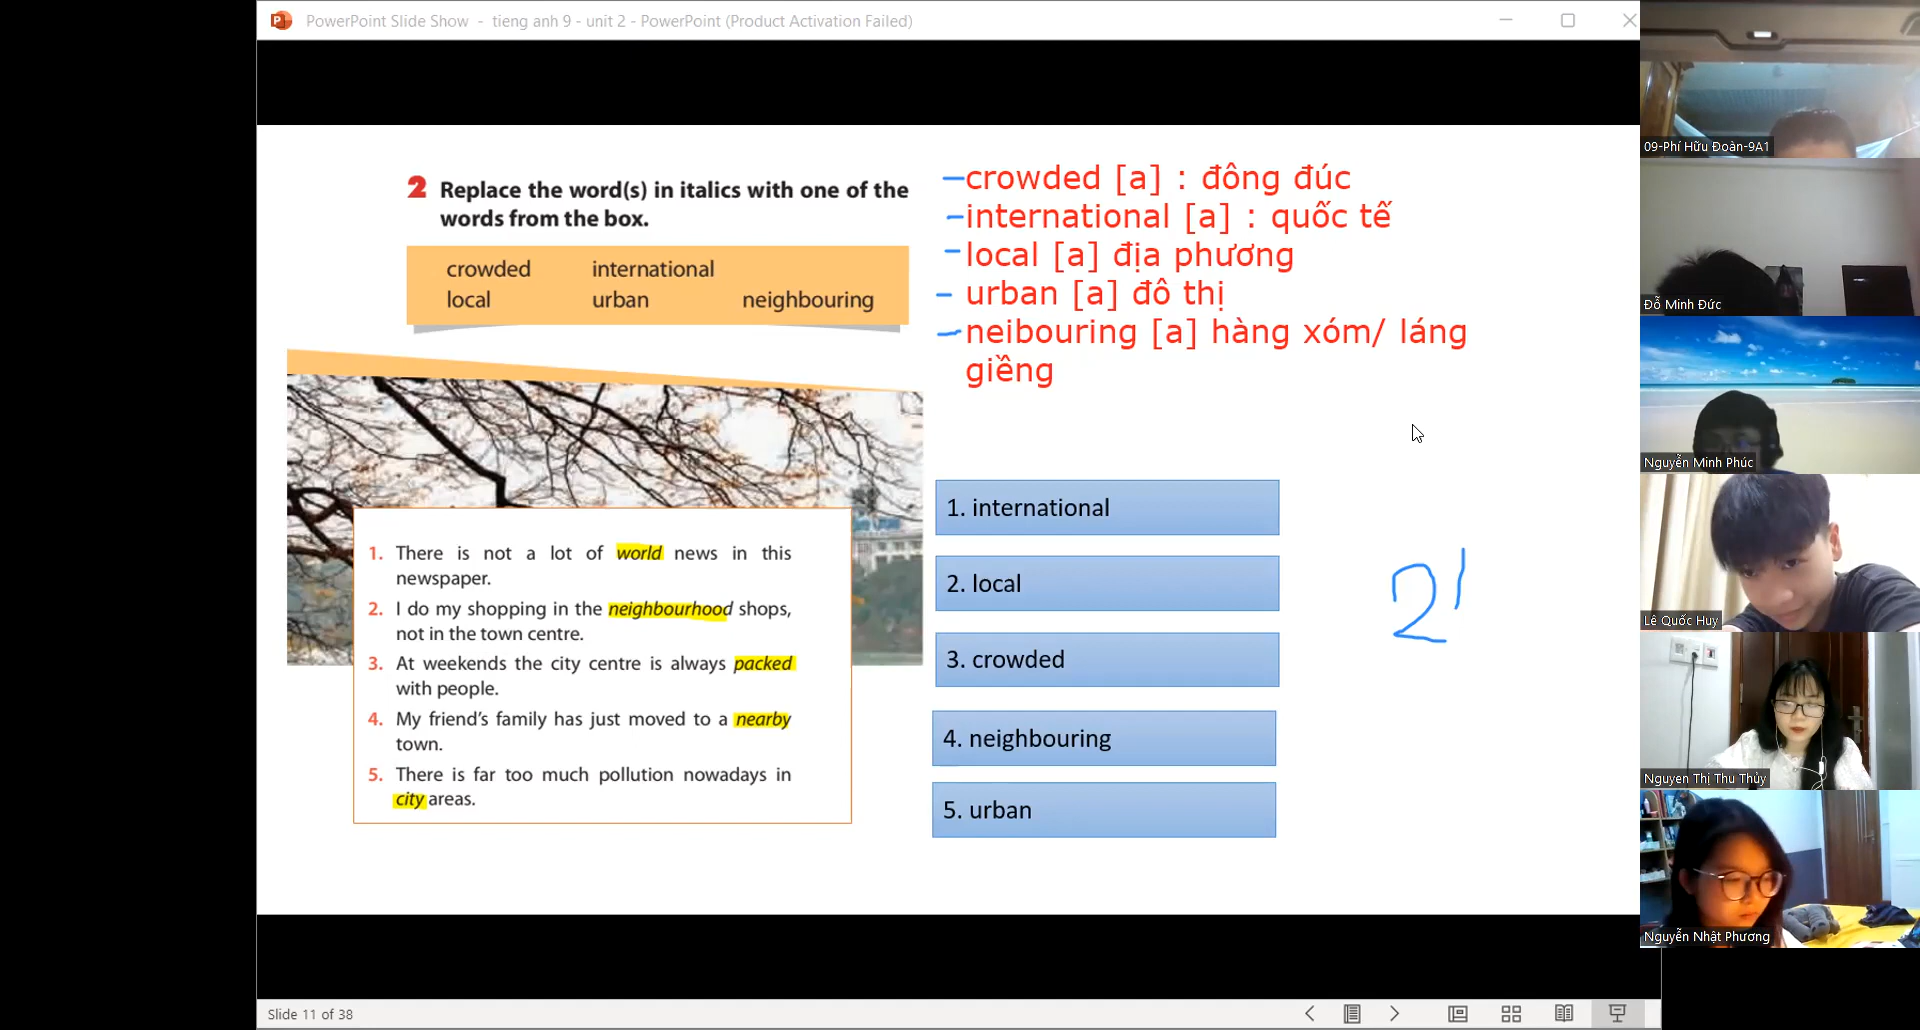 PowerPoint Slide Show - tieng anh 9 - unit 2 - PowerPoint (Product Activation Failed)
2 Replace the word(s) in italics with one of the
words from the box.
crowded international
local urban neighbouring
crowded [a] : đông đúc
international [a] : quốc tế
local [a] địa phương
urban [a] đô thị
neibouring [a] hàng xóm/ láng
giềng
1. There is not a lot of world news in this
newspaper.
2. I do my shopping in the neighbourhood shops,
not in the town centre.
3. At weekends the city centre is always packed
with people.
4. My friend's family has just moved to a nearby
town.
5. There is far too much pollution nowadays in
city areas.
1. international
2. local
3. crowded
4. neighbouring
5. urban
2'
09-Phí Hữu Đoàn-9A1
Đỗ Minh Đức
Nguyễn Minh Phúc
Lê Quốc Huy
Nguyen Thị Thu Thủy
Nguyễn Nhật Phương
Slide 11 of 38